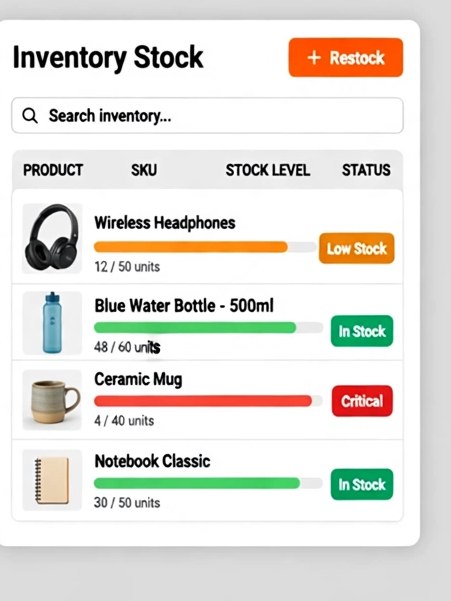 Inventory Stock
+ Restock
Search inventory...
PRODUCT SKU STOCK LEVEL STATUS
Wireless Headphones
Low Stock
12 / 50 units
Blue Water Bottle - 500ml
In Stock
48 / 60 units
Ceramic Mug
Critical
4 / 40 units
Notebook Classic
In Stock
30 / 50 units